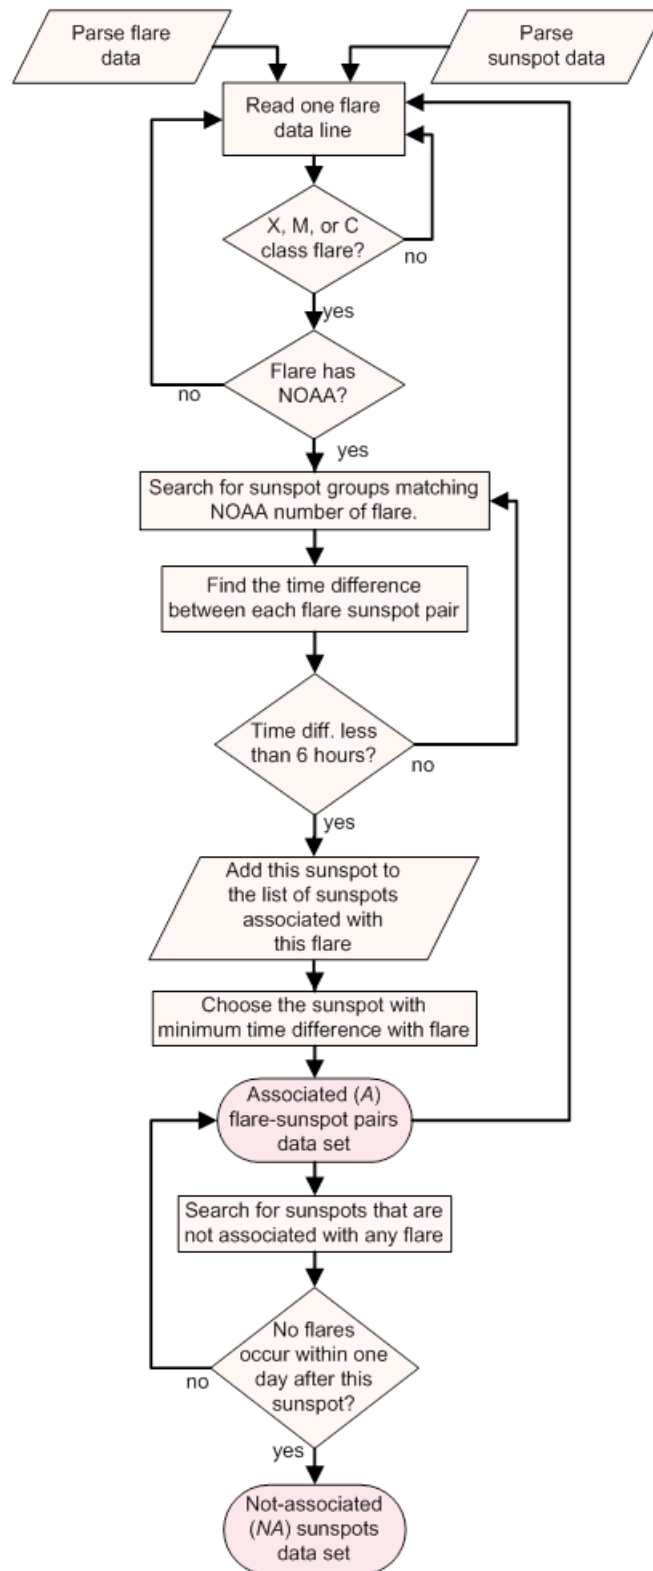 Parse flare
data
Parse
sunspot data
Read one flare
data line
X, M, or C
class flare?
no
yes
Flare has
NOAA?
no
yes
Search for sunspot groups matching
NOAA number of flare.
Find the time difference
between each flare sunspot pair
Time diff. less
than 6 hours?
no
yes
Add this sunspot to
the list of sunspots
associated with
this flare
Choose the sunspot with
minimum time difference with flare
Associated (A)
flare-sunspot pairs
data set
Search for sunspots that are
not associated with any flare
No flares
occur within one
day after this
sunspot?
no
yes
Not-associated
(NA) sunspots
data set